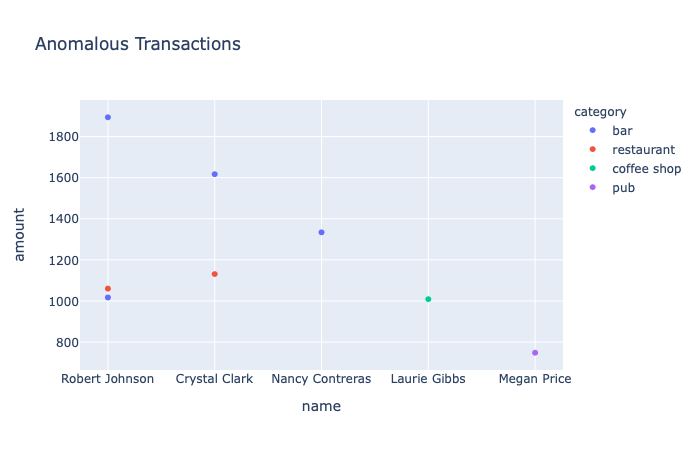 Anomalous Transactions
category
bar
restaurant
coffee shop
pub
amount
1800
1600
1400
1200
1000
800
Robert Johnson Crystal Clark Nancy Contreras Laurie Gibbs Megan Price
name